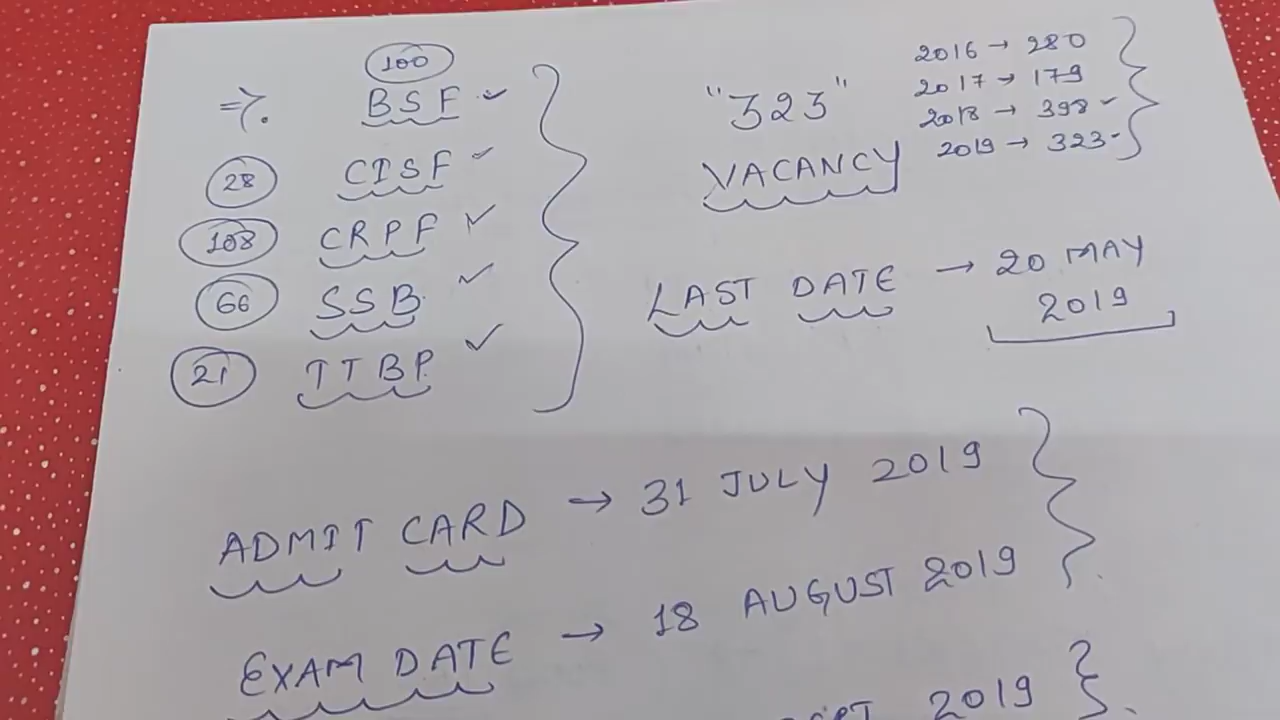 100
=>. BSF
28 CISF
108 CRPF
66 SSB
21 ITBP
"323"
VACANCY
2016 → 280
2017 → 179
2018 → 398
2019 → 323
LAST DATE → 20 MAY
2019
ADMIT CARD → 31 JULY 2019
EXAM DATE → 18 AUGUST 2019
2019